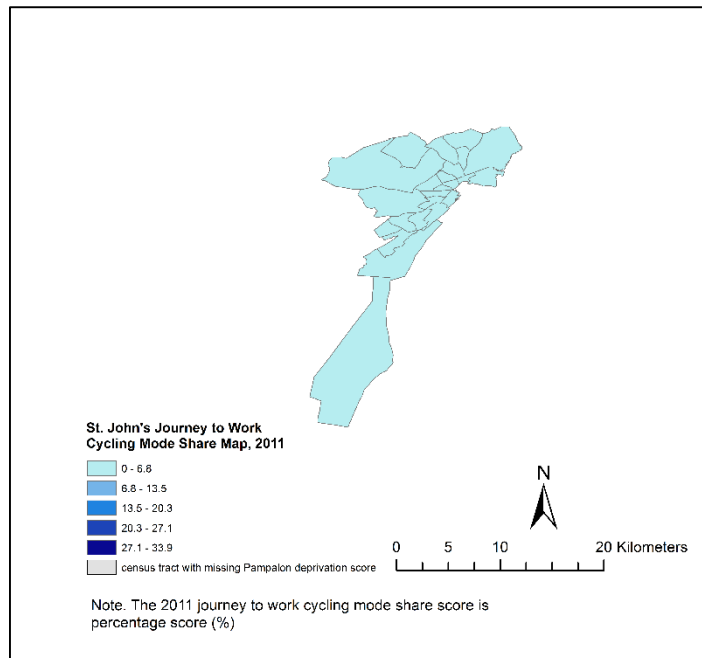 St. John's Journey to Work
Cycling Mode Share Map, 2011
0 - 6.8
6.8 - 13.5
13.5 - 20.3
20.3 - 27.1
27.1 - 33.9
census tract with missing Pampalon deprivation score
N
0 5 10 20 Kilometers
Note. The 2011 journey to work cycling mode share score is
percentage score (%)